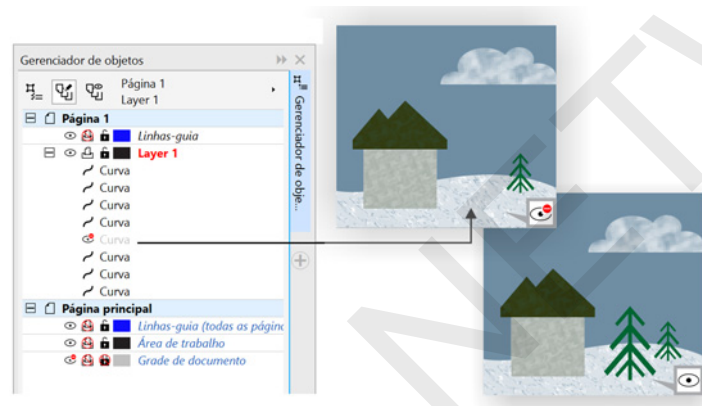 Gerenciador de objetos
Página 1
Layer 1
Página 1
Linhas-guia
Layer 1
Curva
Curva
Curva
Curva
Curva
Curva
Curva
Curva
Página principal
Linhas-guia (todas as página
Área de trabalho
Grade de documento
Gerenciador de obje...